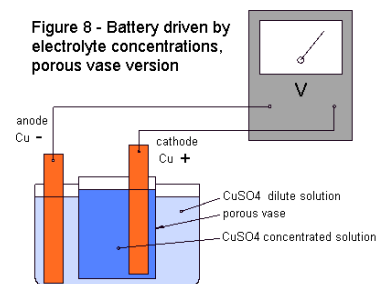 Figure 8 - Battery driven by
electrolyte concentrations,
porous vase version
V
anode
Cu -
cathode
Cu +
CuSO4 dilute solution
porous vase
CuSO4 concentrated solution